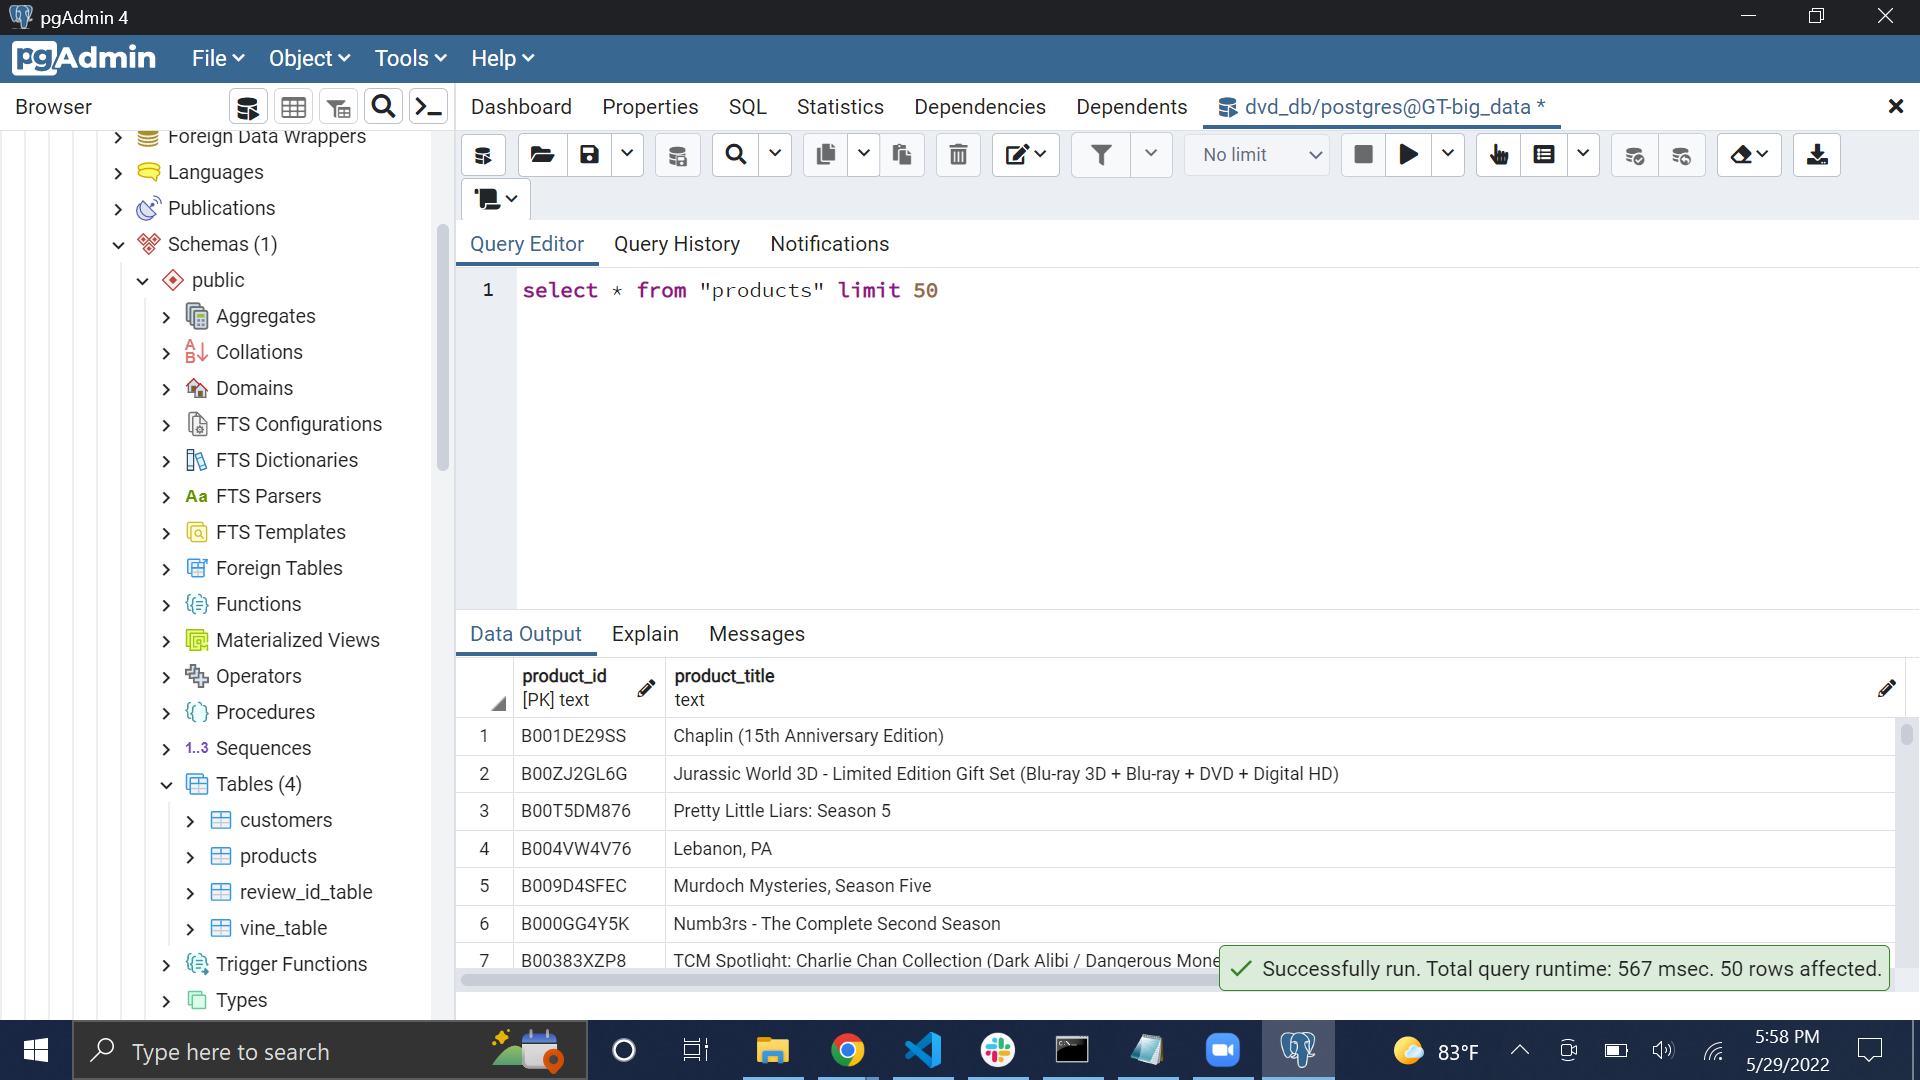 pgAdmin 4
pgAdmin File Object Tools Help
Browser
Dashboard Properties SQL Statistics Dependencies Dependents dvd_db/postgres@GT-big_data *
Foreign Data Wrappers
Languages
Publications
Schemas (1)
public
Aggregates
Collations
Domains
FTS Configurations
FTS Dictionaries
Aa FTS Parsers
FTS Templates
Foreign Tables
Functions
Materialized Views
Operators
Procedures
1..3 Sequences
Tables (4)
customers
products
review_id_table
vine_table
Trigger Functions
Types
No limit
Query Editor Query History Notifications
1 select * from "products" limit 50
Data Output Explain Messages
product_id product_title
[PK] text text
1 B001DE29SS Chaplin (15th Anniversary Edition)
2 B00ZJ2GL6G Jurassic World 3D - Limited Edition Gift Set (Blu-ray 3D + Blu-ray + DVD + Digital HD)
3 B00T5DM876 Pretty Little Liars: Season 5
4 B004VW4V76 Lebanon, PA
5 B009D4SFEC Murdoch Mysteries, Season Five
6 B000GG4Y5K Numb3rs - The Complete Second Season
7 B00383XZP8 TCM Spotlight: Charlie Chan Collection (Dark Alibi / Dangerous Mone
Successfully run. Total query runtime: 567 msec. 50 rows affected.
Type here to search
83°F
5:58 PM
5/29/2022